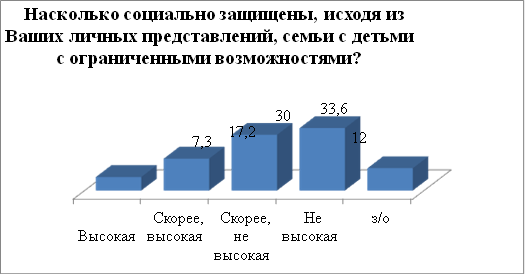 Насколько социально защищены, исходя из
Ваших личных представлений, семьи с детьми
с ограниченными возможностями?
7,3
17,2
30
33,6
12
Высокая
Скорее,
высокая
Скорее,
не
высокая
Не
высокая
з/о